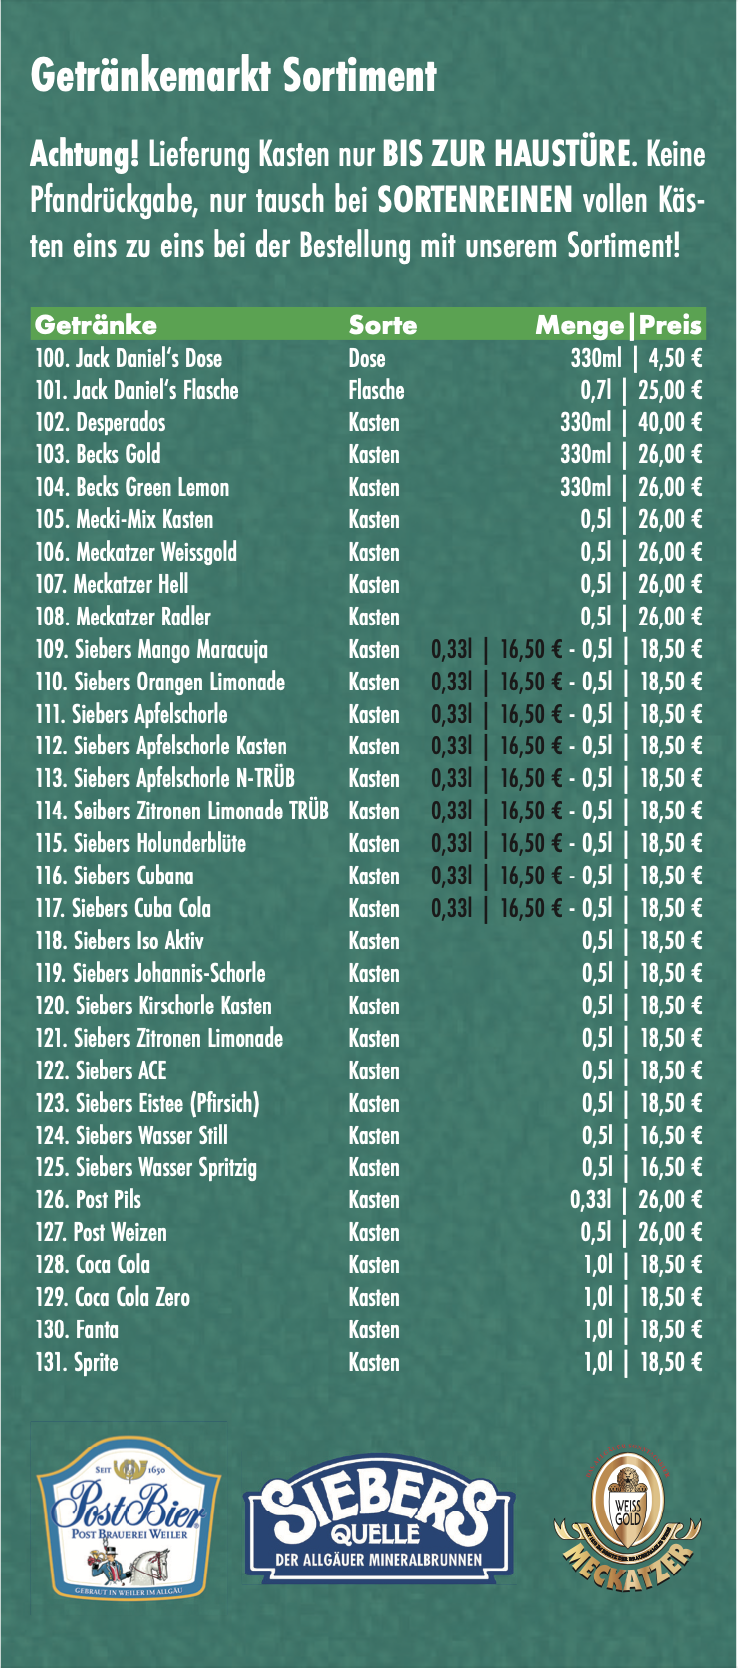 Getränkemarkt Sortiment
Achtung! Lieferung Kasten nur BIS ZUR HAUSTÜRE. Keine
Pfandrückgabe, nur tausch bei SORTENREINEN vollen Käs-
ten eins zu eins bei der Bestellung mit unserem Sortiment!
Getränke Sorte Menge|Preis
100. Jack Daniel's Dose Dose 330ml | 4,50 €
101. Jack Daniel's Flasche Flasche 0,7l | 25,00 €
102. Desperados Kasten 330ml | 40,00 €
103. Becks Gold Kasten 330ml | 26,00 €
104. Becks Green Lemon Kasten 330ml | 26,00 €
105. Mecki-Mix Kasten Kasten 0,5l | 26,00 €
106. Meckatzer Weissgold Kasten 0,5l | 26,00 €
107. Meckatzer Hell Kasten 0,5l | 26,00 €
108. Meckatzer Radler Kasten 0,5l | 26,00 €
109. Siebers Mango Maracuja Kasten 0,33l | 16,50 € - 0,5l | 18,50 €
110. Siebers Orangen Limonade Kasten 0,33l | 16,50 € - 0,5l | 18,50 €
111. Siebers Apfelschorle Kasten 0,33l | 16,50 € - 0,5l | 18,50 €
112. Siebers Apfelschorle Kasten Kasten 0,33l | 16,50 € - 0,5l | 18,50 €
113. Siebers Apfelschorle N-TRÜB Kasten 0,33l | 16,50 € - 0,5l | 18,50 €
114. Seibers Zitronen Limonade TRÜB Kasten 0,33l | 16,50 € - 0,5l | 18,50 €
115. Siebers Holunderblüte Kasten 0,33l | 16,50 € - 0,5l | 18,50 €
116. Siebers Cubana Kasten 0,33l | 16,50 € - 0,5l | 18,50 €
117. Siebers Cuba Cola Kasten 0,33l | 16,50 € - 0,5l | 18,50 €
118. Siebers Iso Aktiv Kasten 0,5l | 18,50 €
119. Siebers Johannis-Schorle Kasten 0,5l | 18,50 €
120. Siebers Kirschorle Kasten Kasten 0,5l | 18,50 €
121. Siebers Zitronen Limonade Kasten 0,5l | 18,50 €
122. Siebers ACE Kasten 0,5l | 18,50 €
123. Siebers Eistee (Pfirsich) Kasten 0,5l | 18,50 €
124. Siebers Wasser Still Kasten 0,5l | 16,50 €
125. Siebers Wasser Spritzig Kasten 0,5l | 16,50 €
126. Post Pils Kasten 0,33l | 26,00 €
127. Post Weizen Kasten 0,5l | 26,00 €
128. Coca Cola Kasten 1,0l | 18,50 €
129. Coca Cola Zero Kasten 1,0l | 18,50 €
130. Fanta Kasten 1,0l | 18,50 €
131. Sprite Kasten 1,0l | 18,50 €
SEIT 1650
PostBier
POST BRAUEREI WEILER
GEBRAUT IN WEILER IM ALLGÄU
SIEBERS
QUELLE
DER ALLGÄUER MINERALBRUNNEN
WEISS
GOLD
MECKATZER